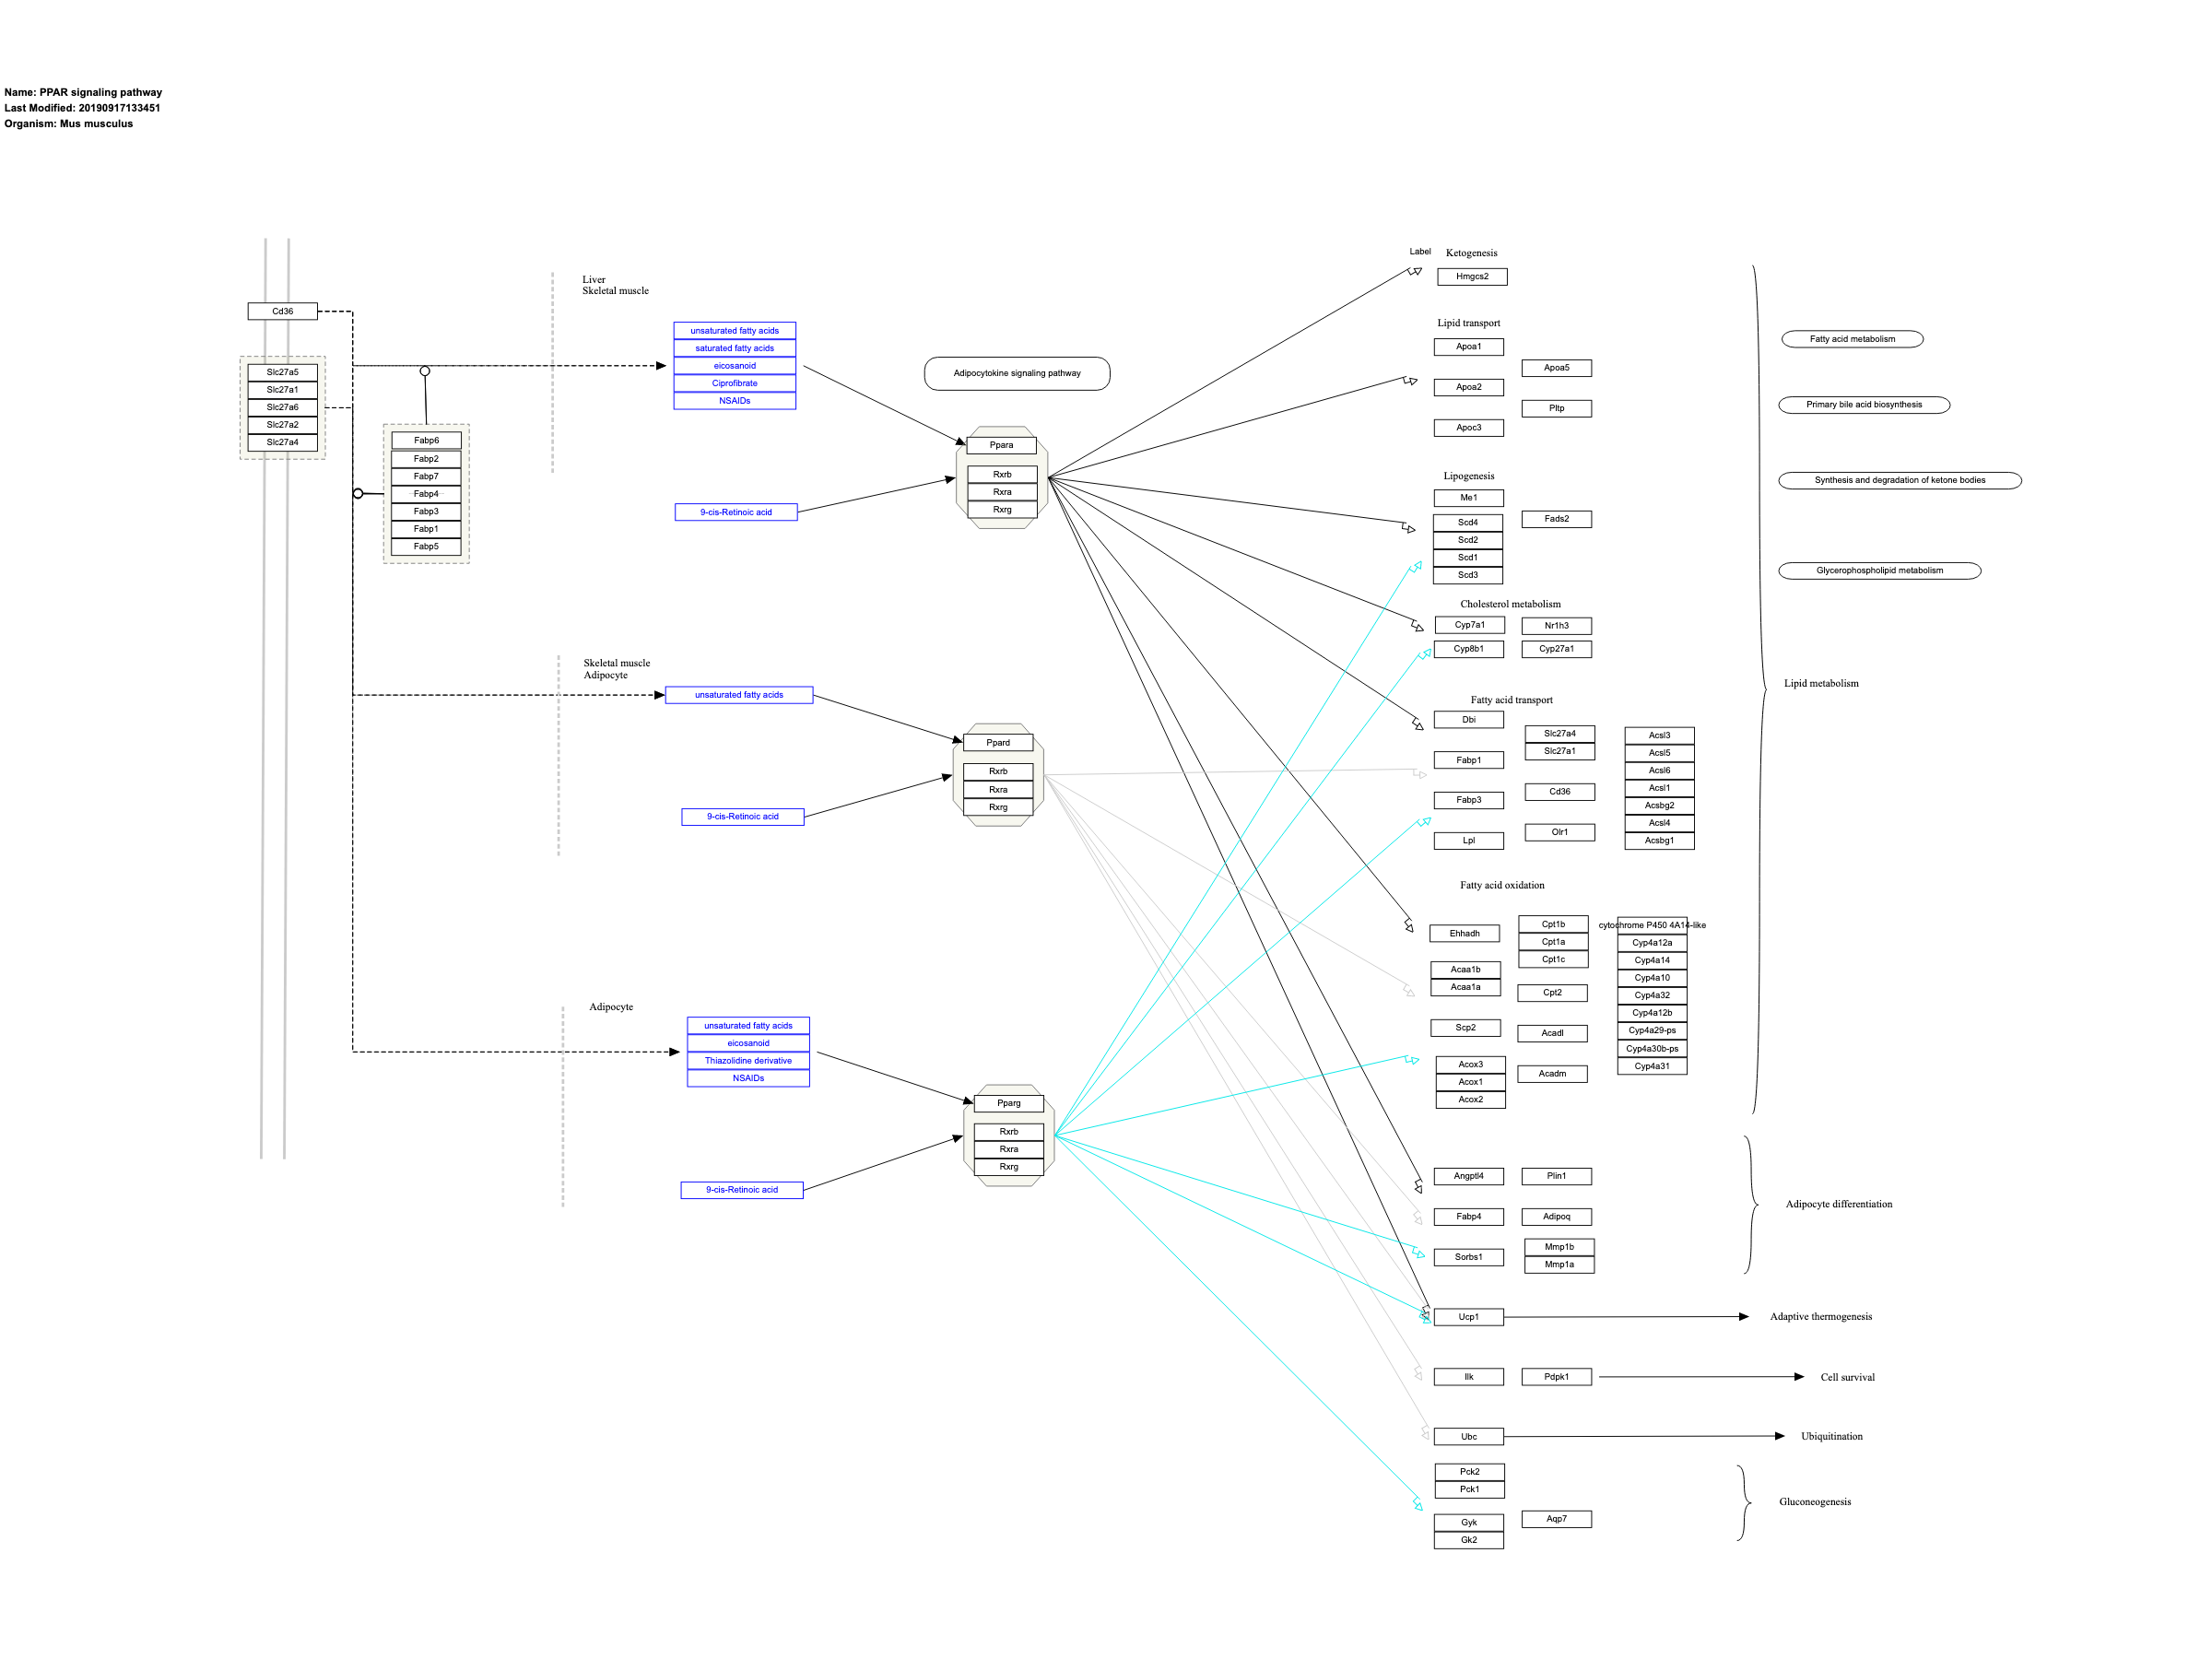 Name: PPAR signaling pathway
Last Modified: 20190917133451
Organism: Mus musculus
Cd36
Slc27a5
Slc27a1
Slc27a6
Slc27a2
Slc27a4
Fabp6
Fabp2
Fabp7
Fabp4
Fabp3
Fabp1
Fabp5
Liver
Skeletal muscle
unsaturated fatty acids
saturated fatty acids
eicosanoid
Ciprofibrate
NSAIDs
9-cis-Retinoic acid
Adipocytokine signaling pathway
Ppara
Rxrb
Rxra
Rxrg
Skeletal muscle
Adipocyte
unsaturated fatty acids
9-cis-Retinoic acid
Ppard
Rxrb
Rxra
Rxrg
Adipocyte
unsaturated fatty acids
eicosanoid
Thiazolidine derivative
NSAIDs
9-cis-Retinoic acid
Pparg
Rxrb
Rxra
Rxrg
Label
Ketogenesis
Hmgcs2
Lipid transport
Apoa1
Apoa5
Apoa2
Pltp
Apoc3
Lipogenesis
Me1
Scd4
Scd2
Scd1
Scd3
Fads2
Cholesterol metabolism
Cyp7a1
Nr1h3
Cyp8b1
Cyp27a1
Fatty acid transport
Dbi
Fabp1
Fabp3
Lpl
Slc27a4
Slc27a1
Cd36
Olr1
Acsl3
Acsl5
Acsl6
Acsl1
Acsbg2
Acsl4
Acsbg1
Fatty acid oxidation
Ehhadh
Acaa1b
Acaa1a
Scp2
Acox3
Acox1
Acox2
Cpt1b
Cpt1a
Cpt1c
Cpt2
Acadl
Acadm
cytochrome P450 4A14-like
Cyp4a12a
Cyp4a14
Cyp4a10
Cyp4a32
Cyp4a12b
Cyp4a29-ps
Cyp4a30b-ps
Cyp4a31
Angptl4
Plin1
Fabp4
Adipoq
Sorbs1
Mmp1b
Mmp1a
Ucp1
Ilk
Pdpk1
Ubc
Pck2
Pck1
Gyk
Gk2
Aqp7
Fatty acid metabolism
Primary bile acid biosynthesis
Synthesis and degradation of ketone bodies
Glycerophospholipid metabolism
Lipid metabolism
Adipocyte differentiation
Adaptive thermogenesis
Cell survival
Ubiquitination
Gluconeogenesis